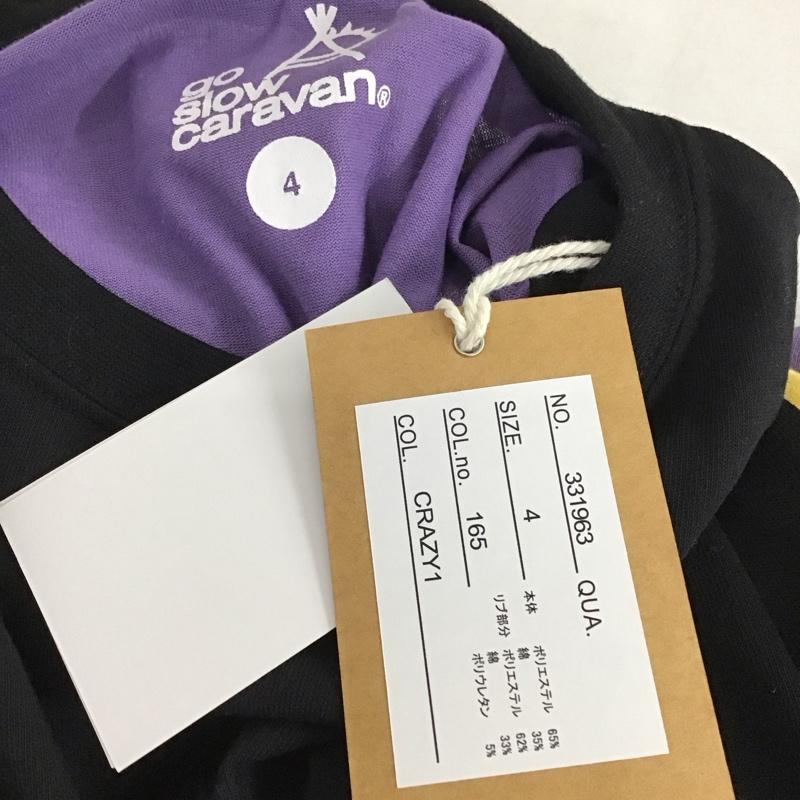 go
slow
caravan®
4
NO. 331963 QUA.
SIZE. 4
COL.no. 165
COL. CRAZY1
本体 ポリエステル 65%
綿 35%
リブ部分 ポリエステル 62%
綿 33%
ポリウレタン 5%